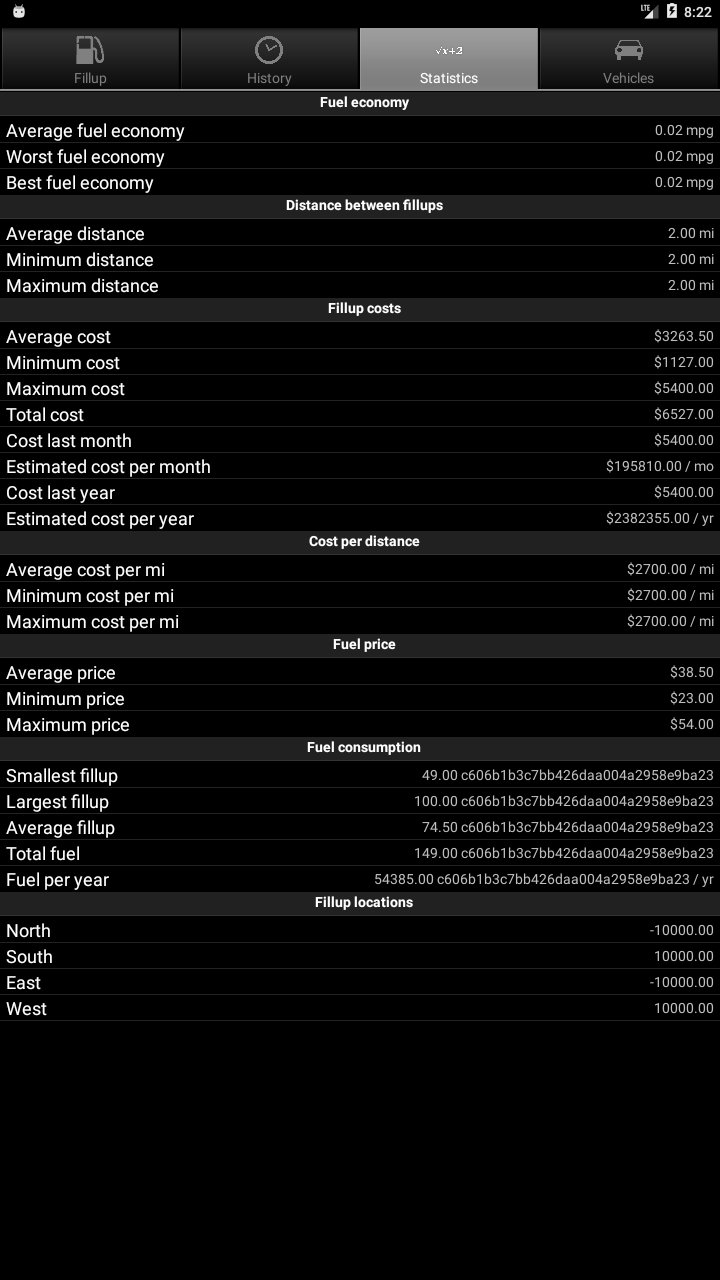 LTE 8:22
√x+2
Fillup History Statistics Vehicles
Fuel economy
Average fuel economy 0.02 mpg
Worst fuel economy 0.02 mpg
Best fuel economy 0.02 mpg
Distance between fillups
Average distance 2.00 mi
Minimum distance 2.00 mi
Maximum distance 2.00 mi
Fillup costs
Average cost $3263.50
Minimum cost $1127.00
Maximum cost $5400.00
Total cost $6527.00
Cost last month $5400.00
Estimated cost per month $195810.00 / mo
Cost last year $5400.00
Estimated cost per year $2382355.00 / yr
Cost per distance
Average cost per mi $2700.00 / mi
Minimum cost per mi $2700.00 / mi
Maximum cost per mi $2700.00 / mi
Fuel price
Average price $38.50
Minimum price $23.00
Maximum price $54.00
Fuel consumption
Smallest fillup 49.00 c606b1b3c7bb426daa004a2958e9ba23
Largest fillup 100.00 c606b1b3c7bb426daa004a2958e9ba23
Average fillup 74.50 c606b1b3c7bb426daa004a2958e9ba23
Total fuel 149.00 c606b1b3c7bb426daa004a2958e9ba23
Fuel per year 54385.00 c606b1b3c7bb426daa004a2958e9ba23 / yr
Fillup locations
North -10000.00
South 10000.00
East -10000.00
West 10000.00